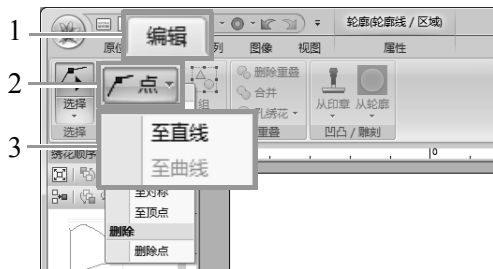 轮廓(轮廓线 / 区域)
1
编辑
列 图像 视图 属性
2
点
选择
组
删除重叠
合并
孔绣花
从印章 从轮廓
选择
重叠
凹凸 / 雕刻
3
至直线
至曲线
绣花顺序
0
至对称
至顶点
删除
删除点